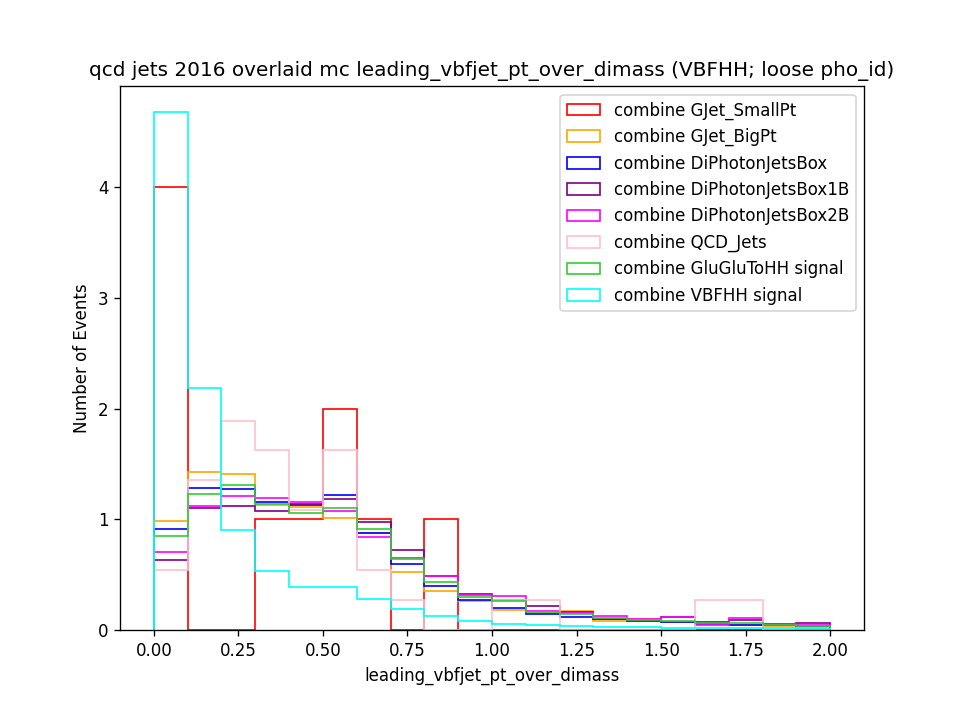 qcd jets 2016 overlaid mc leading_vbfjet_pt_over_dimass (VBFHH; loose pho_id)
combine GJet_SmallPt
combine GJet_BigPt
combine DiPhotonJetsBox
combine DiPhotonJetsBox1B
combine DiPhotonJetsBox2B
combine QCD_Jets
combine GluGluToHH signal
combine VBFHH signal
Number of Events
4
3
2
1
0
0.00 0.25 0.50 0.75 1.00 1.25 1.50 1.75 2.00
leading_vbfjet_pt_over_dimass